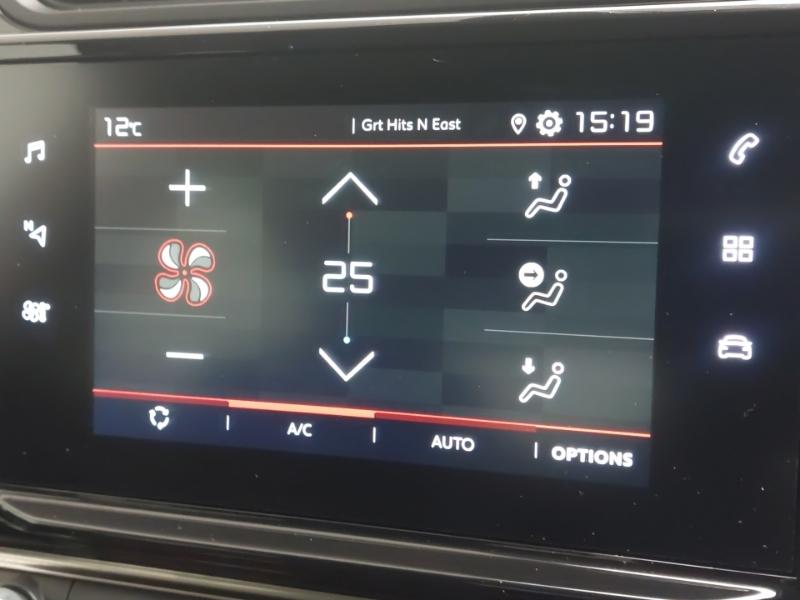 12°C
| Grt Hits N East
15:19
N
25
A/C
AUTO
OPTIONS